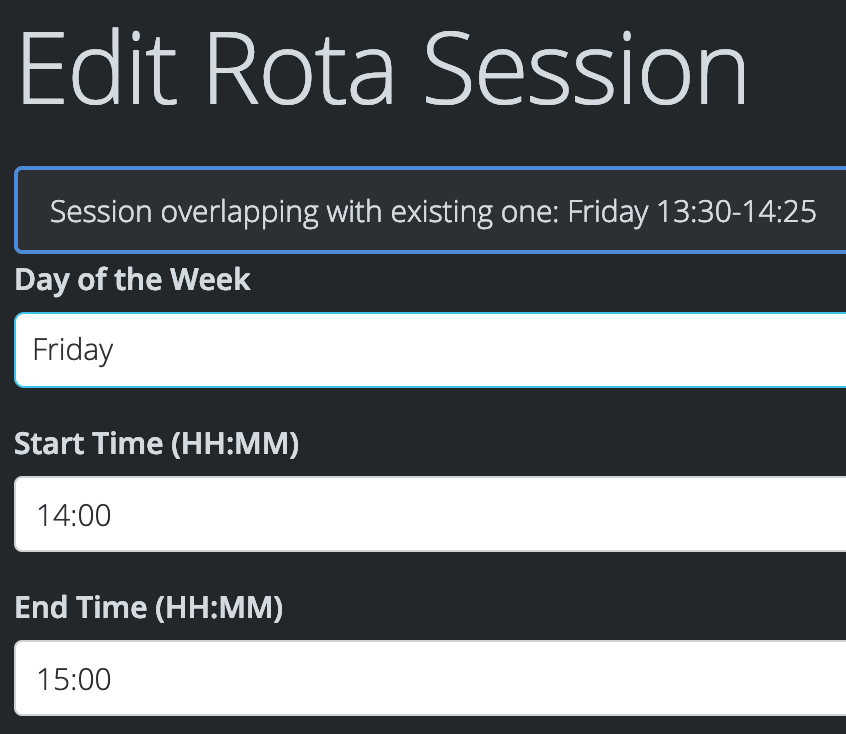 Edit Rota Session
Session overlapping with existing one: Friday 13:30-14:25
Day of the Week
Friday
Start Time (HH:MM)
14:00
End Time (HH:MM)
15:00